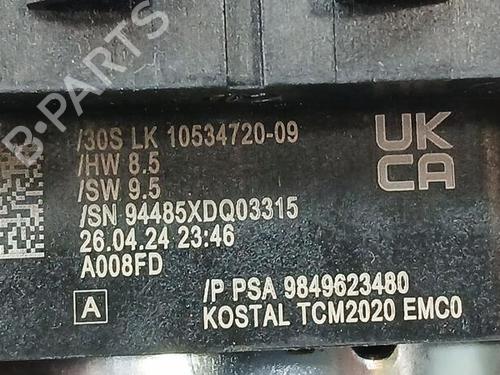 B-PARTS
/30S LK 10534720-09
/HW 8.5
/SW 9.5
/SN 94485XDQ03315
26.04.24 23:46
A008FD
A
UK
CA
/P PSA 9849623480
KOSTAL TCM2020 EMC0